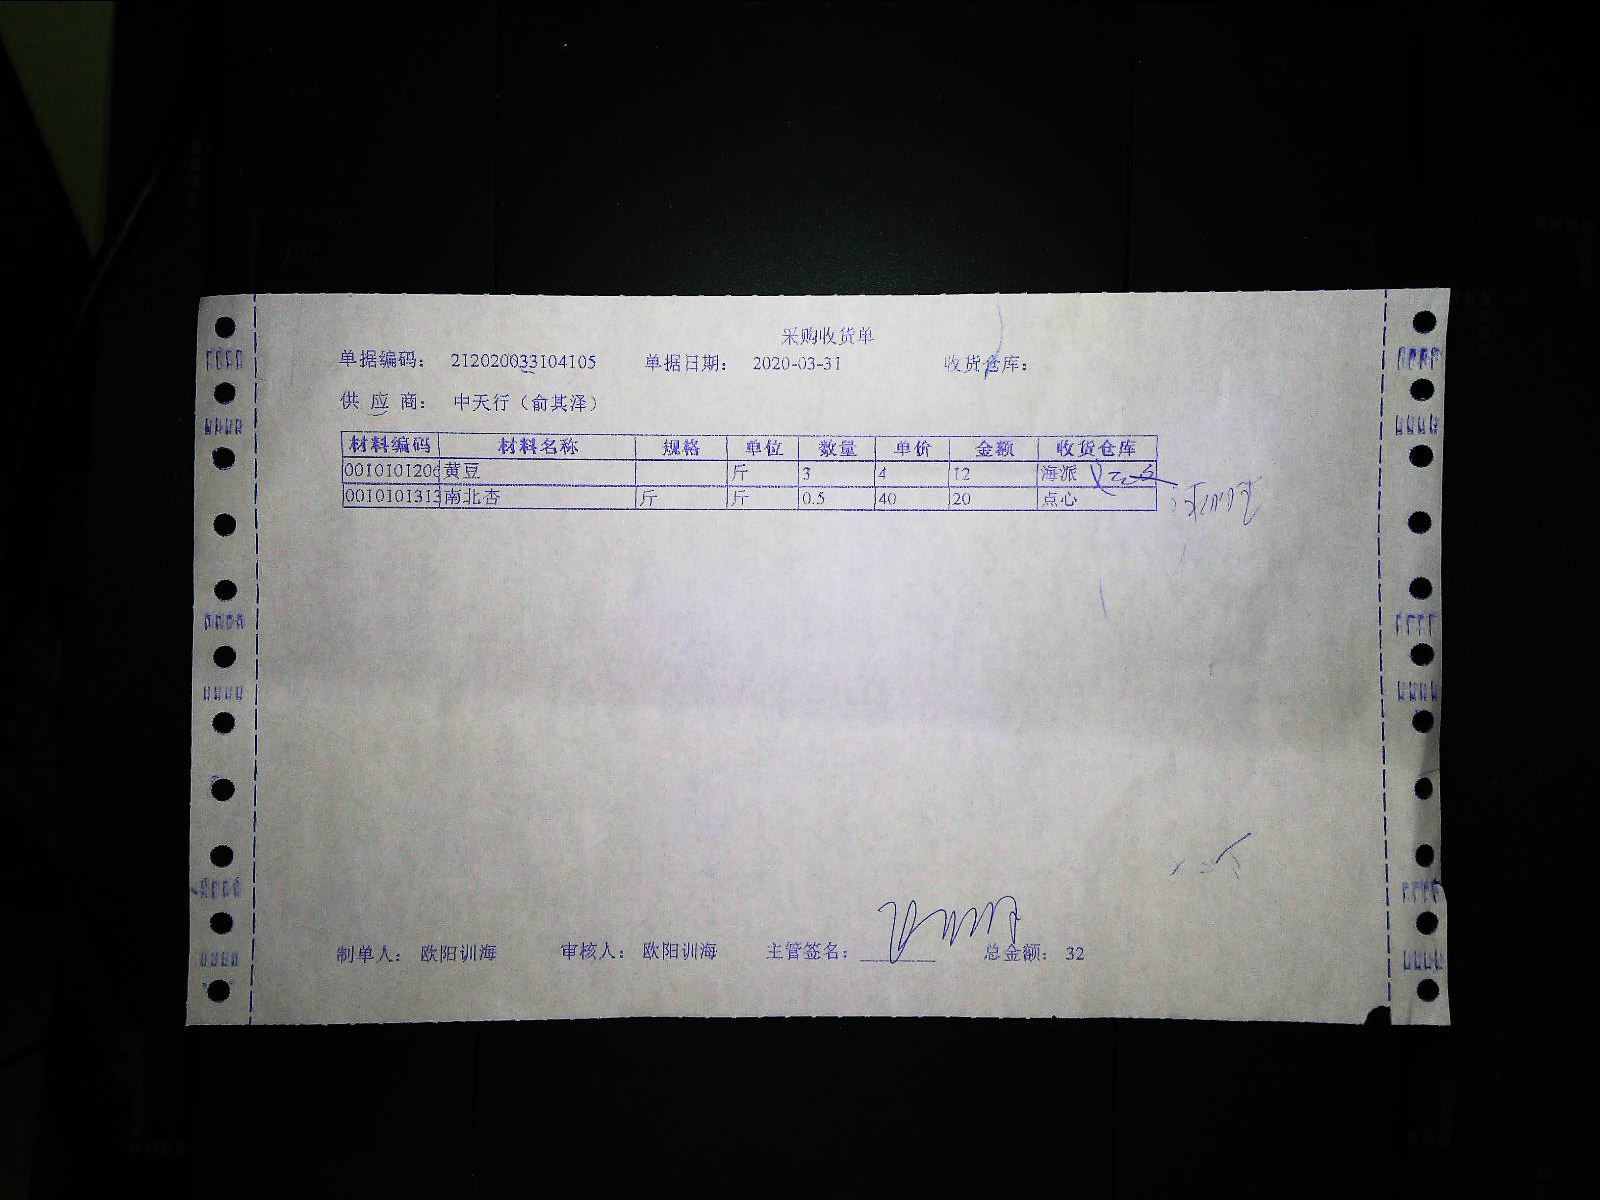 采购收货单
单据编码: 212020033104105 单据日期: 2020-03-31 收货仓库:
供应商: 中天行（俞其泽）
材料编码 材料名称 规格 单位 数量 单价 金额 收货仓库
0010101206 黄豆 斤 3 4 12 海派
0010101313 南北杏 斤 斤 0.5 40 20 点心
制单人: 欧阳训海 审核人: 欧阳训海 主管签名: 总金额: 32